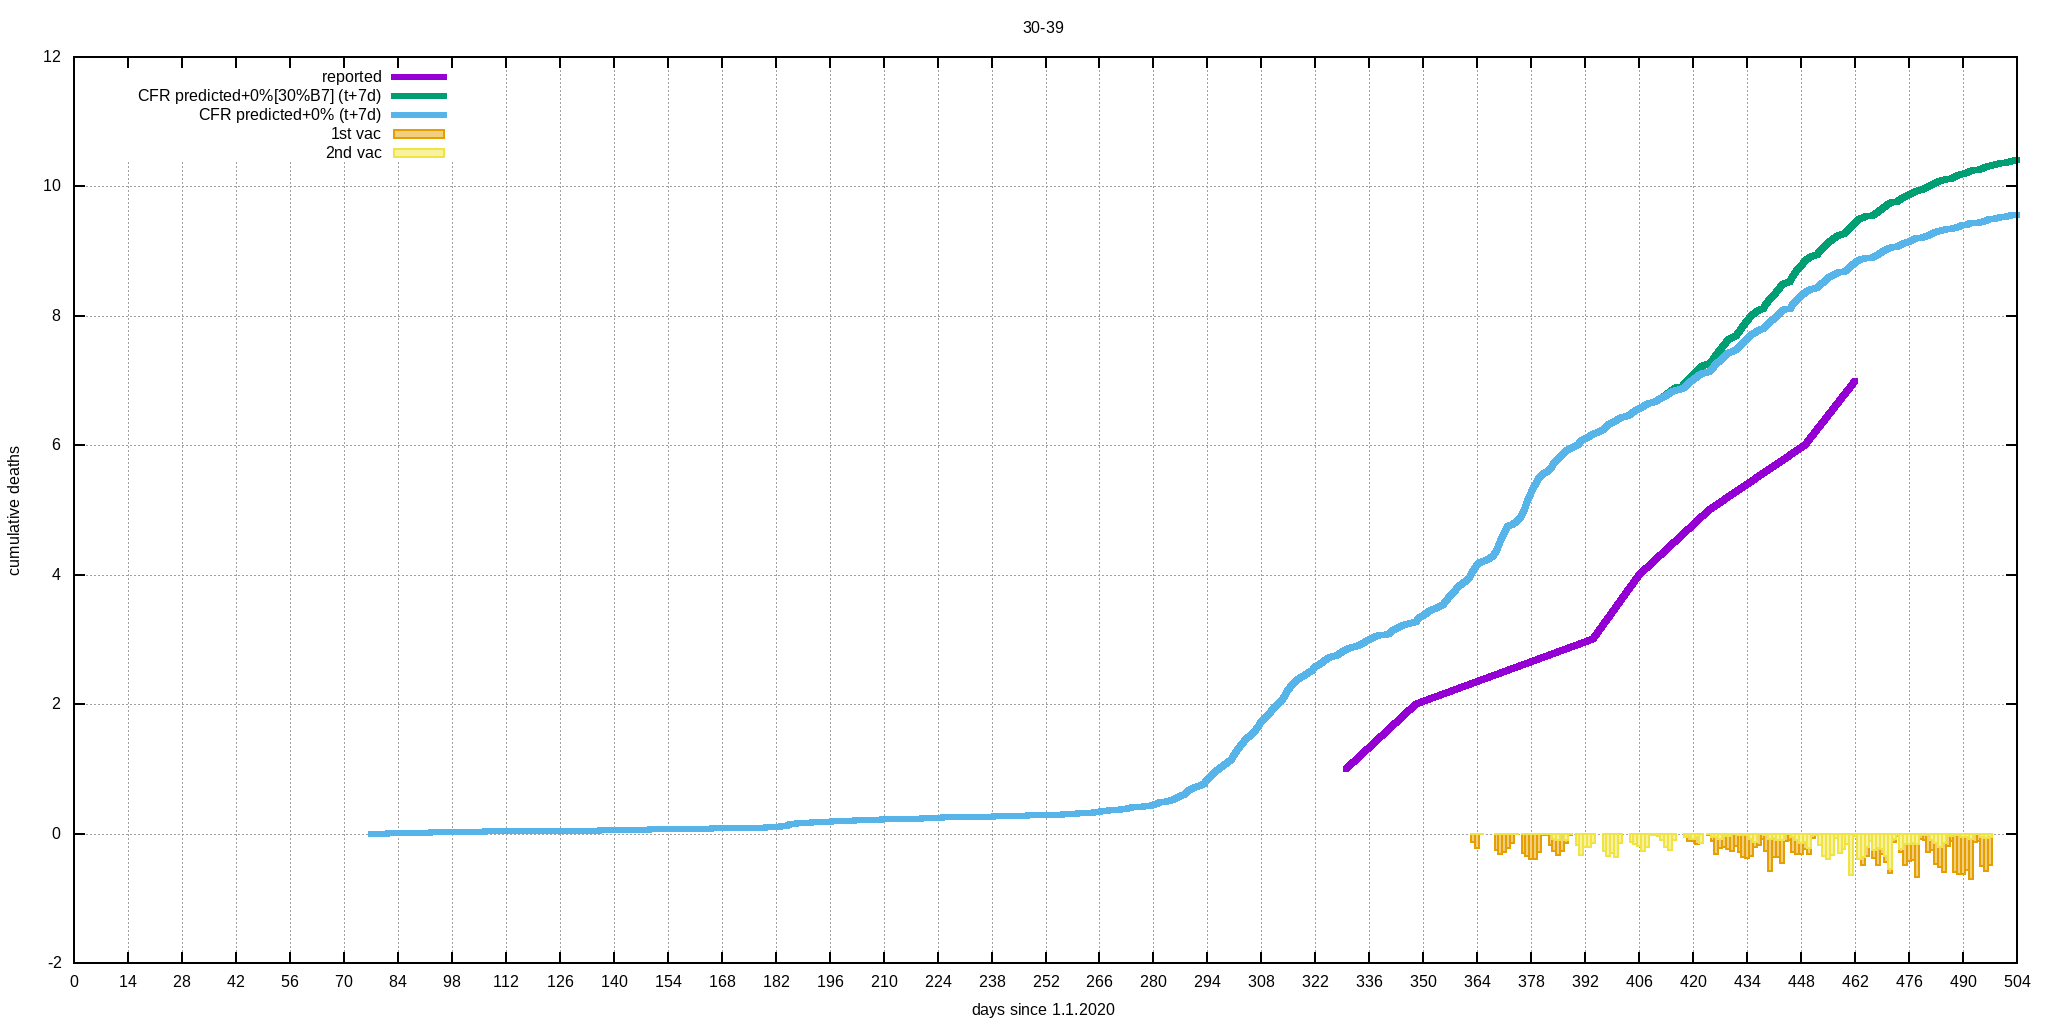 30-39
12
10
8
6
4
2
0
-2
cumulative deaths
reported
CFR predicted+0%[30%B7] (t+7d)
CFR predicted+0% (t+7d)
1st vac
2nd vac
0 14 28 42 56 70 84 98 112 126 140 154 168 182 196 210 224 238 252 266 280 294 308 322 336 350 364 378 392 406 420 434 448 462 476 490 504
days since 1.1.2020